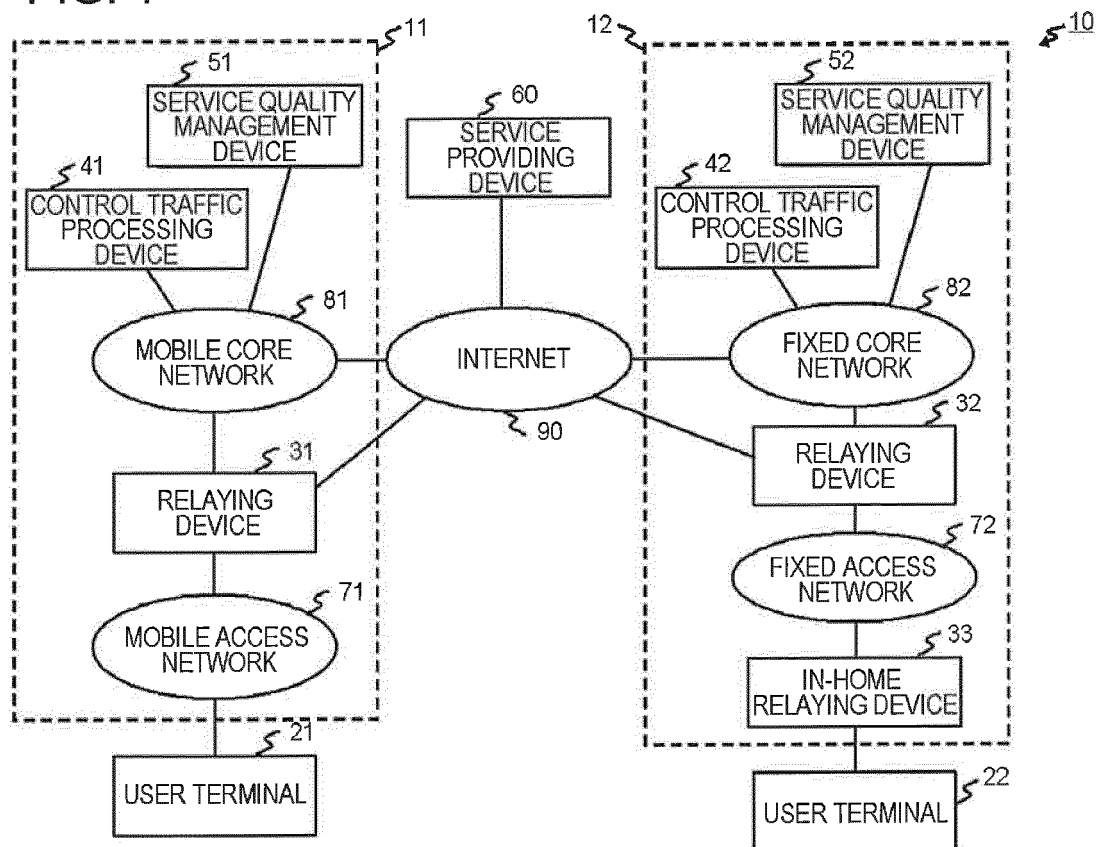 11
12
10
51
SERVICE QUALITY
MANAGEMENT
DEVICE
60
SERVICE
PROVIDING
DEVICE
52
SERVICE QUALITY
MANAGEMENT
DEVICE
41
CONTROL TRAFFIC
PROCESSING
DEVICE
42
CONTROL TRAFFIC
PROCESSING
DEVICE
81
MOBILE CORE
NETWORK
INTERNET
90
82
FIXED CORE
NETWORK
31
RELAYING
DEVICE
32
RELAYING
DEVICE
71
MOBILE ACCESS
NETWORK
72
FIXED ACCESS
NETWORK
33
IN-HOME
RELAYING DEVICE
21
USER TERMINAL
22
USER TERMINAL